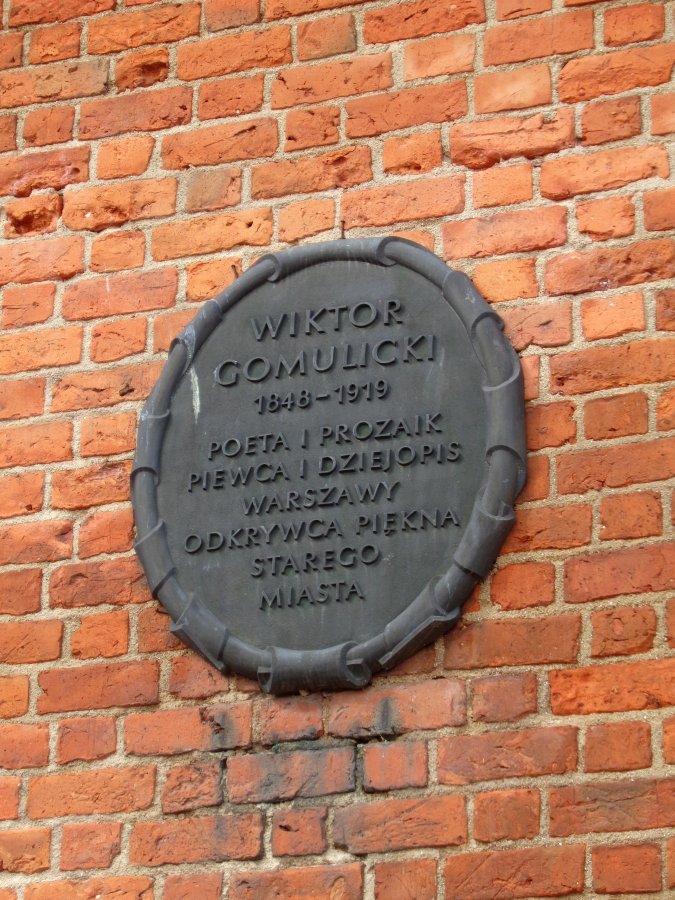 WIKTOR
GOMULICKI
1848-1919
POETA I PROZAIK
PIEWCA I DZIEJOPIS
WARSZAWY
ODKRYWCA PIĘKNA
STAREGO
MIASTA